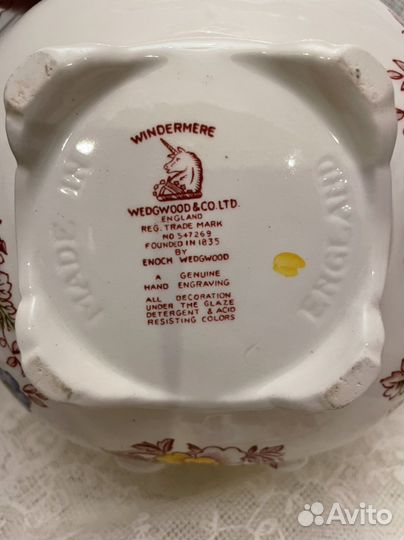 WINDERMERE
WEDGWOOD & CO. LTD.
ENGLAND
REG. TRADE MARK
NO 547269
FOUNDED IN 1835
BY
ENOCH WEDGWOOD
A GENUINE
HAND ENGRAVING
ALL DECORATION
UNDER THE GLAZE
DETERGENT & ACID
RESISTING COLORS
MADE IN
ENGLAND
Avito